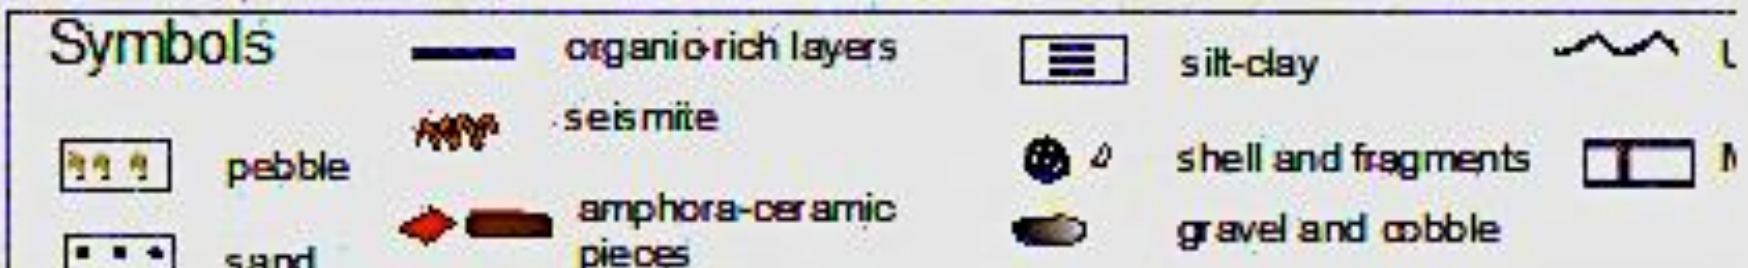 Symbols
pebble
sand
organic-rich layers
seismite
amphora-ceramic
pieces
silt-clay
shell and fragments
gravel and cobble